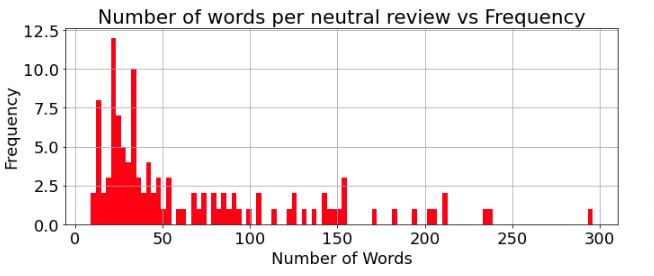 Number of words per neutral review vs Frequency
12.5
10.0
7.5
5.0
2.5
0.0
Frequency
0 50 100 150 200 250 300
Number of Words